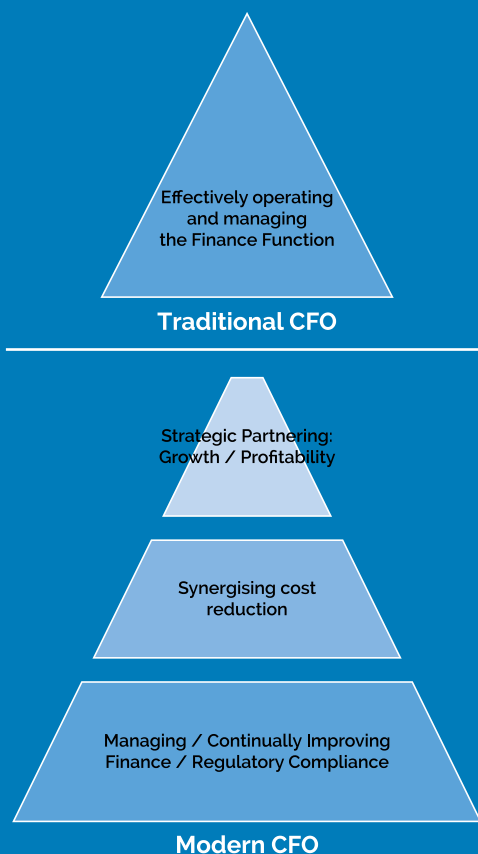 Effectively operating
and managing
the Finance Function
Traditional CFO
Strategic Partnering:
Growth / Profitability
Synergising cost
reduction
Managing / Continually Improving
Finance / Regulatory Compliance
Modern CFO